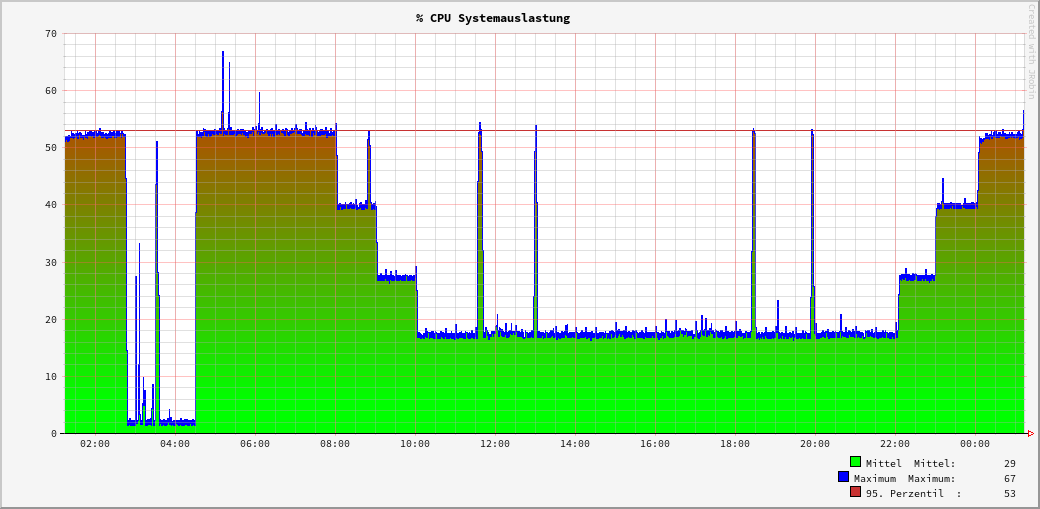 % CPU Systemauslastung
Created with JRobin
70
60
50
40
30
20
10
0
02:00 04:00 06:00 08:00 10:00 12:00 14:00 16:00 18:00 20:00 22:00 00:00
Mittel Mittel: 29
Maximum Maximum: 67
95. Perzentil : 53